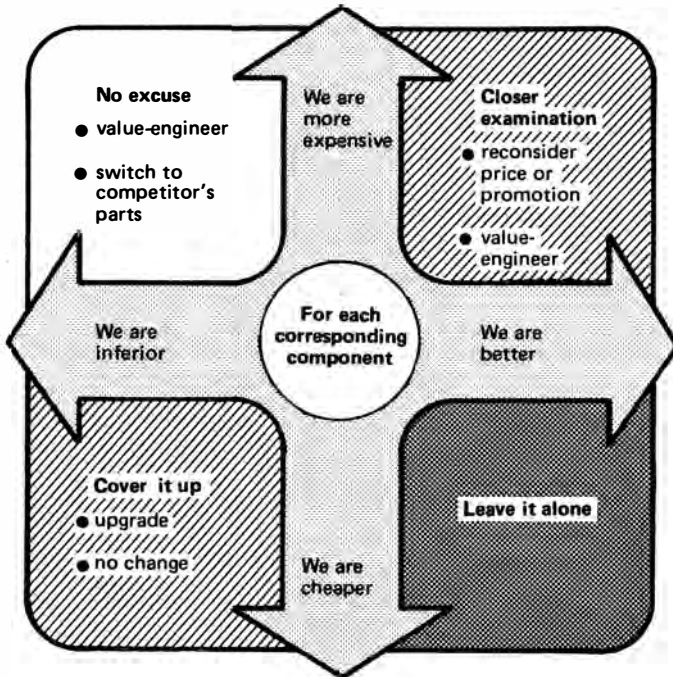 No excuse
● value-engineer
● switch to
competitor's
parts
We are
more
expensive
Closer
examination
● reconsider
price or
promotion
● value-
engineer
We are
inferior
For each
corresponding
component
We are
better
Cover it up
● upgrade
● no change
We are
cheaper
Leave it alone